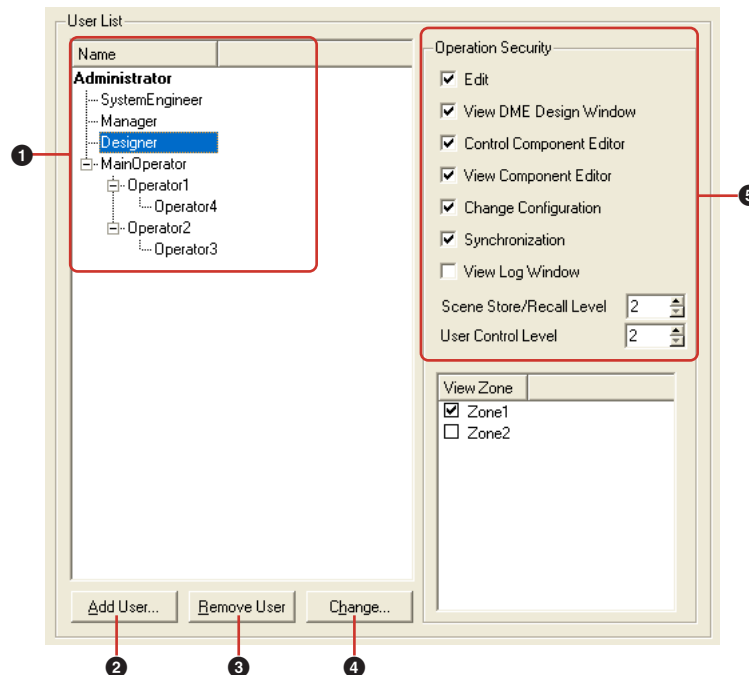 User List
Name
Administrator
SystemEngineer
Manager
Designer
MainOperator
Operator1
Operator4
Operator2
Operator3
Operation Security
Edit
View DME Design Window
Control Component Editor
View Component Editor
Change Configuration
Synchronization
View Log Window
Scene Store/Recall Level 2
User Control Level 2
View Zone
Zone1
Zone2
Add User... Remove User Change...
1
2
3
4
5